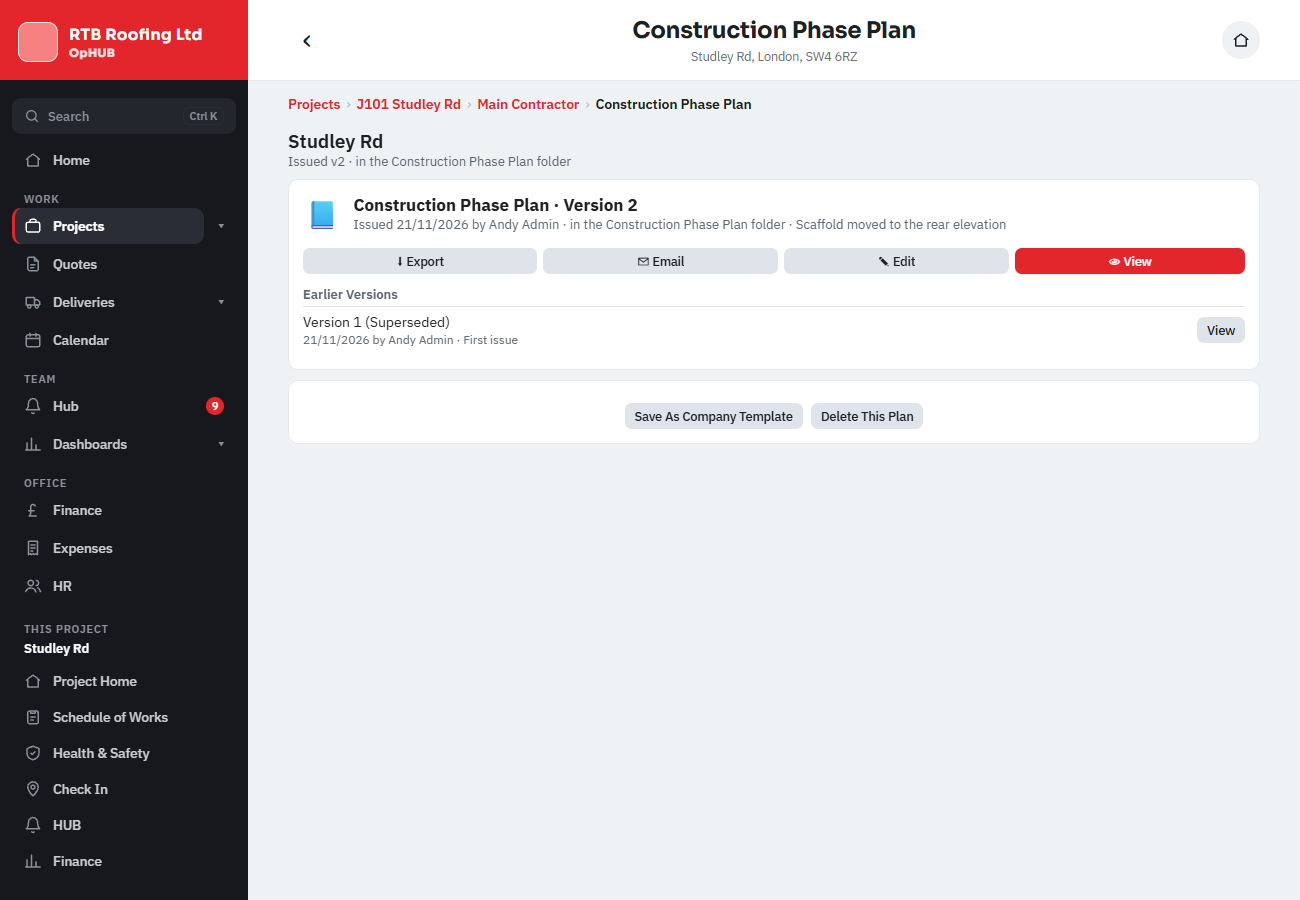 RTB Roofing Ltd
OpHUB
Search
Ctrl K
Home
WORK
Projects
Quotes
Deliveries
Calendar
TEAM
Hub
9
Dashboards
OFFICE
Finance
Expenses
HR
THIS PROJECT
Studley Rd
Project Home
Schedule of Works
Health & Safety
Check In
HUB
Finance
Construction Phase Plan
Studley Rd, London, SW4 6RZ
Projects › J101 Studley Rd › Main Contractor › Construction Phase Plan
Studley Rd
Issued v2 · in the Construction Phase Plan folder
Construction Phase Plan · Version 2
Issued 21/11/2026 by Andy Admin · in the Construction Phase Plan folder · Scaffold moved to the rear elevation
Export
Email
Edit
View
Earlier Versions
Version 1 (Superseded)
21/11/2026 by Andy Admin · First issue
View
Save As Company Template
Delete This Plan